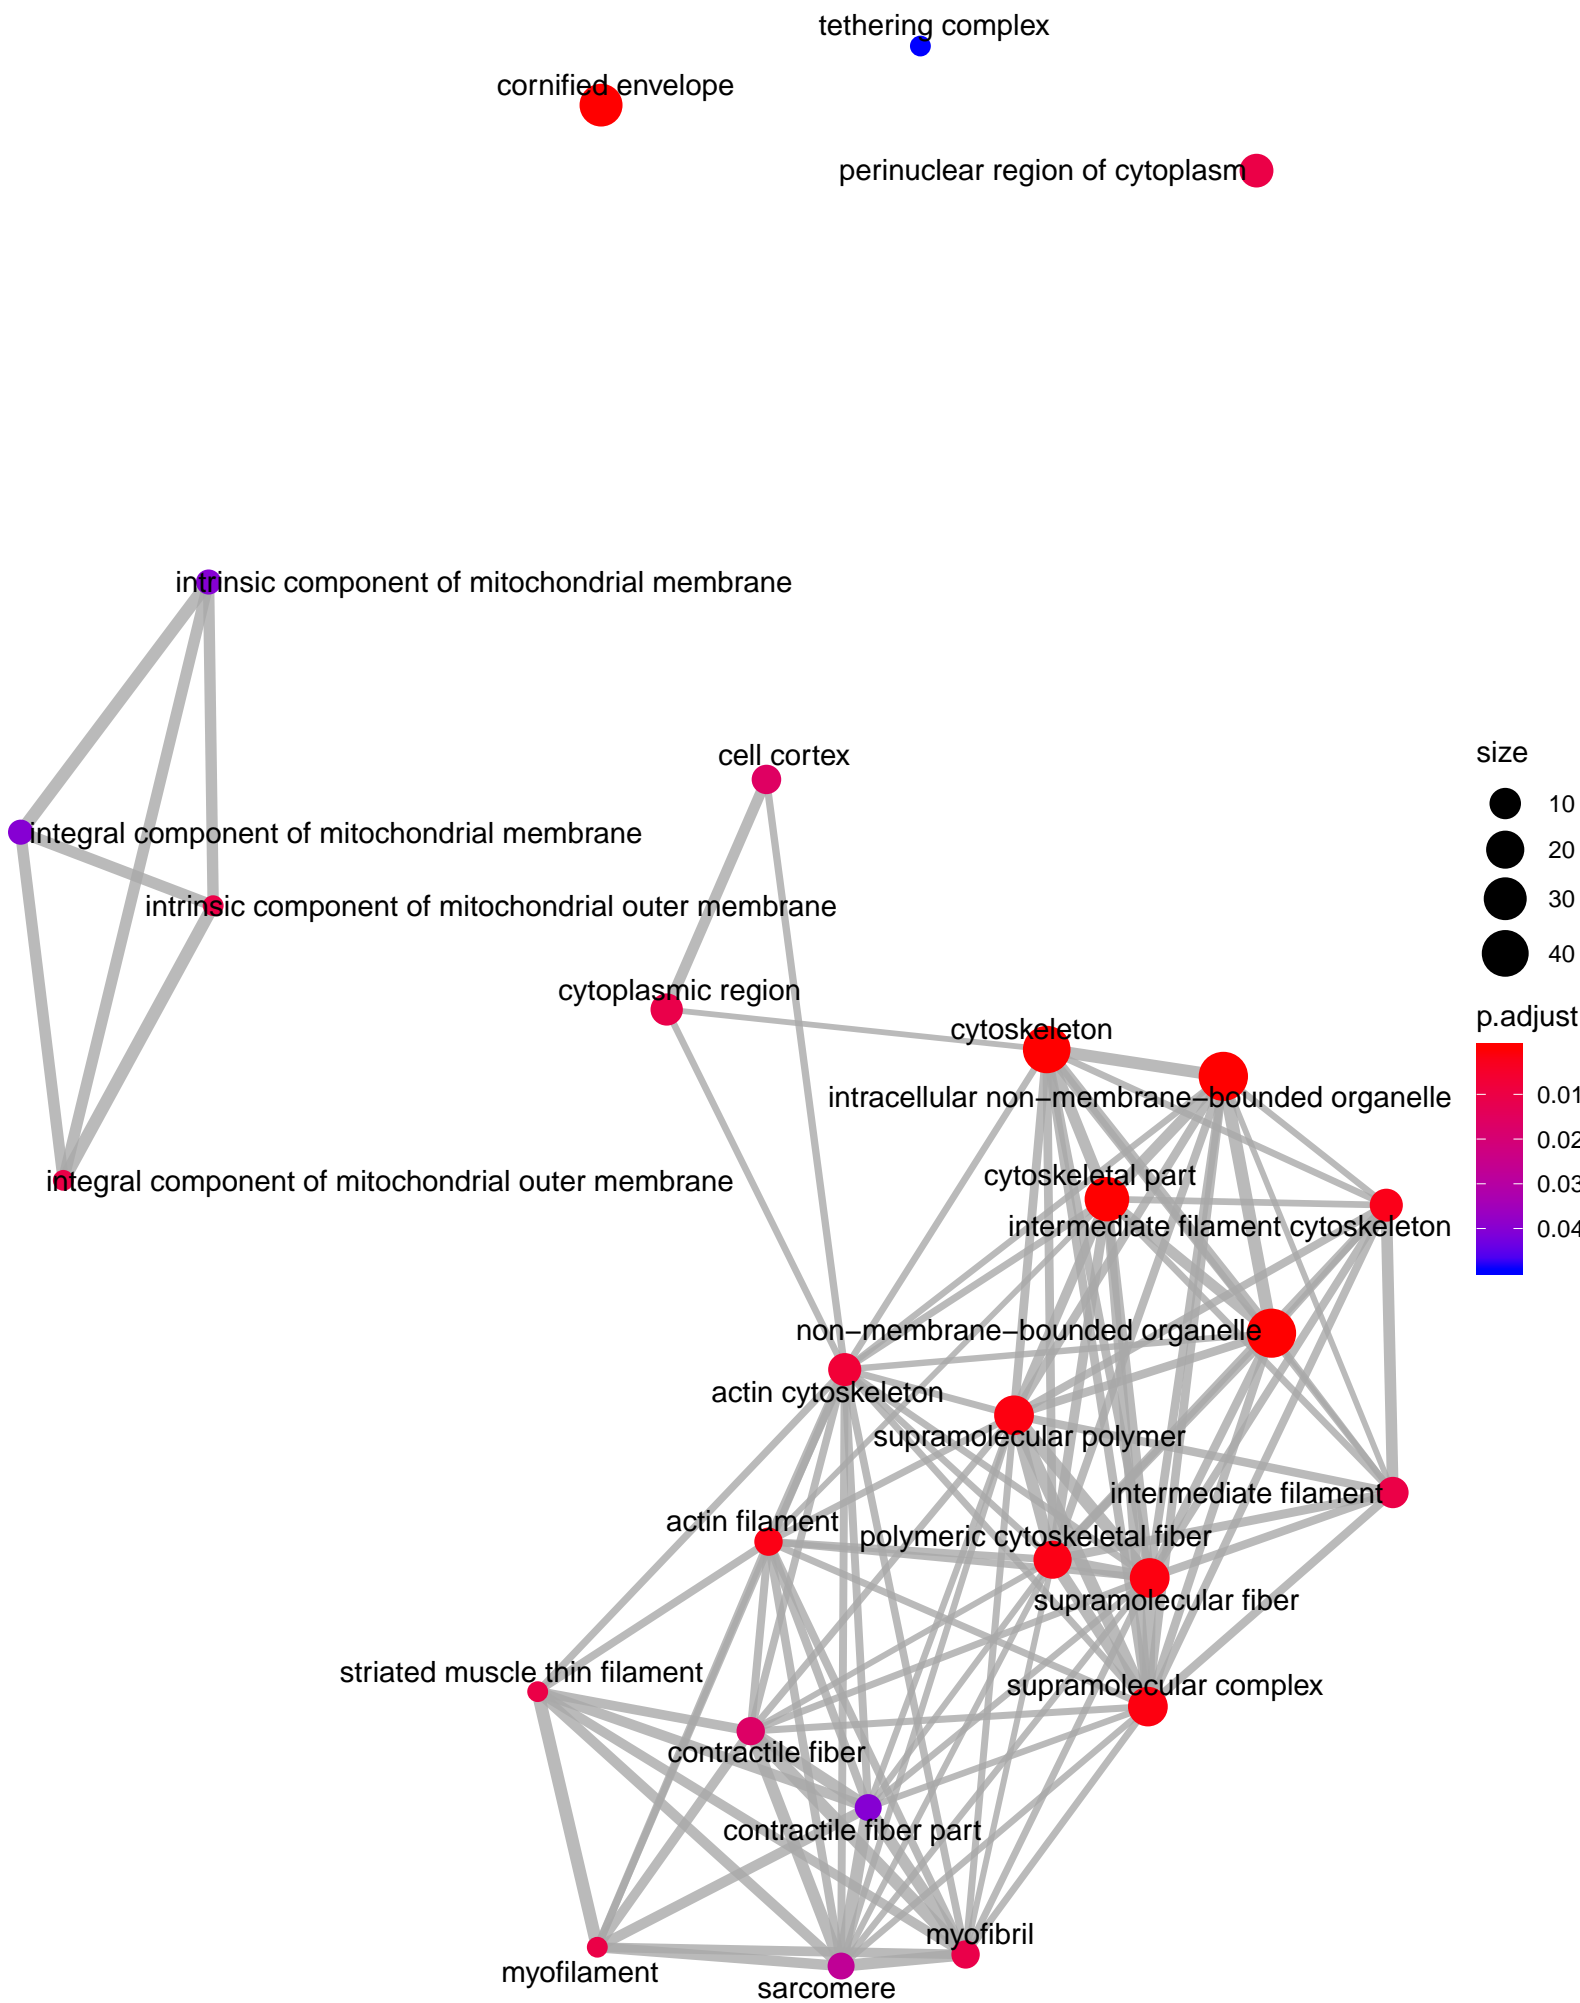 tethering complex
cornified envelope
perinuclear region of cytoplasm
intrinsic component of mitochondrial membrane
cell cortex
size
10
integral component of mitochondrial membrane
20
30
intrinsic component of mitochondrial outer membrane
40
cytoplasmic region
p.adjust
cytoskeleton
intracellular non−membrane−bounded organelle
0.01
0.02
cytoskeletal part
integral component of mitochondrial outer membrane
0.03
intermediate filament cytoskeleton
0.04
non−membrane−bounded organelle
actin cytoskeleton
supramolecular polymer
intermediate filament
actin filament
polymeric cytoskeletal fiber
supramolecular fiber
striated muscle thin filament
supramolecular complex
contractile fiber
contractile fiber part
myofibril
myofilament
sarcomere